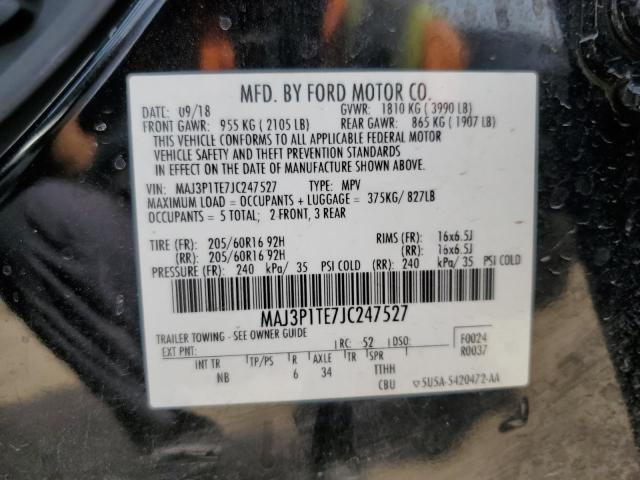 MFD. BY FORD MOTOR CO.
DATE: 09/18 GVWR: 1810 KG ( 3990 LB)
FRONT GAWR: 955 KG ( 2105 LB) REAR GAWR: 865 KG ( 1907 LB)
THIS VEHICLE CONFORMS TO ALL APPLICABLE FEDERAL MOTOR
VEHICLE SAFETY AND THEFT PREVENTION STANDARDS
IN EFFECT ON THE DATE OF MANUFACTURE SHOWN ABOVE.
VIN: MAJ3P1TE7JC247527 TYPE: MPV
MAXIMUM LOAD = OCCUPANTS + LUGGAGE = 375KG/ 827LB
OCCUPANTS = 5 TOTAL; 2 FRONT, 3 REAR
TIRE (FR): 205/60R16 92H RIMS (FR): 16x6.5J
(RR): 205/60R16 92H (RR): 16x6.5J
PRESSURE (FR): 240 kPa/ 35 PSI COLD (RR): 240 kPa/ 35 PSI COLD
MAJ3P1TE7JC247527
TRAILER TOWING - SEE OWNER GUIDE
EXT PNT: RC: 52 DSO: F0024
R0037
INT TR TP/PS R AXLE TR SPR
NB 6 34 TTHH
CBU 5U5A-5420472-AA